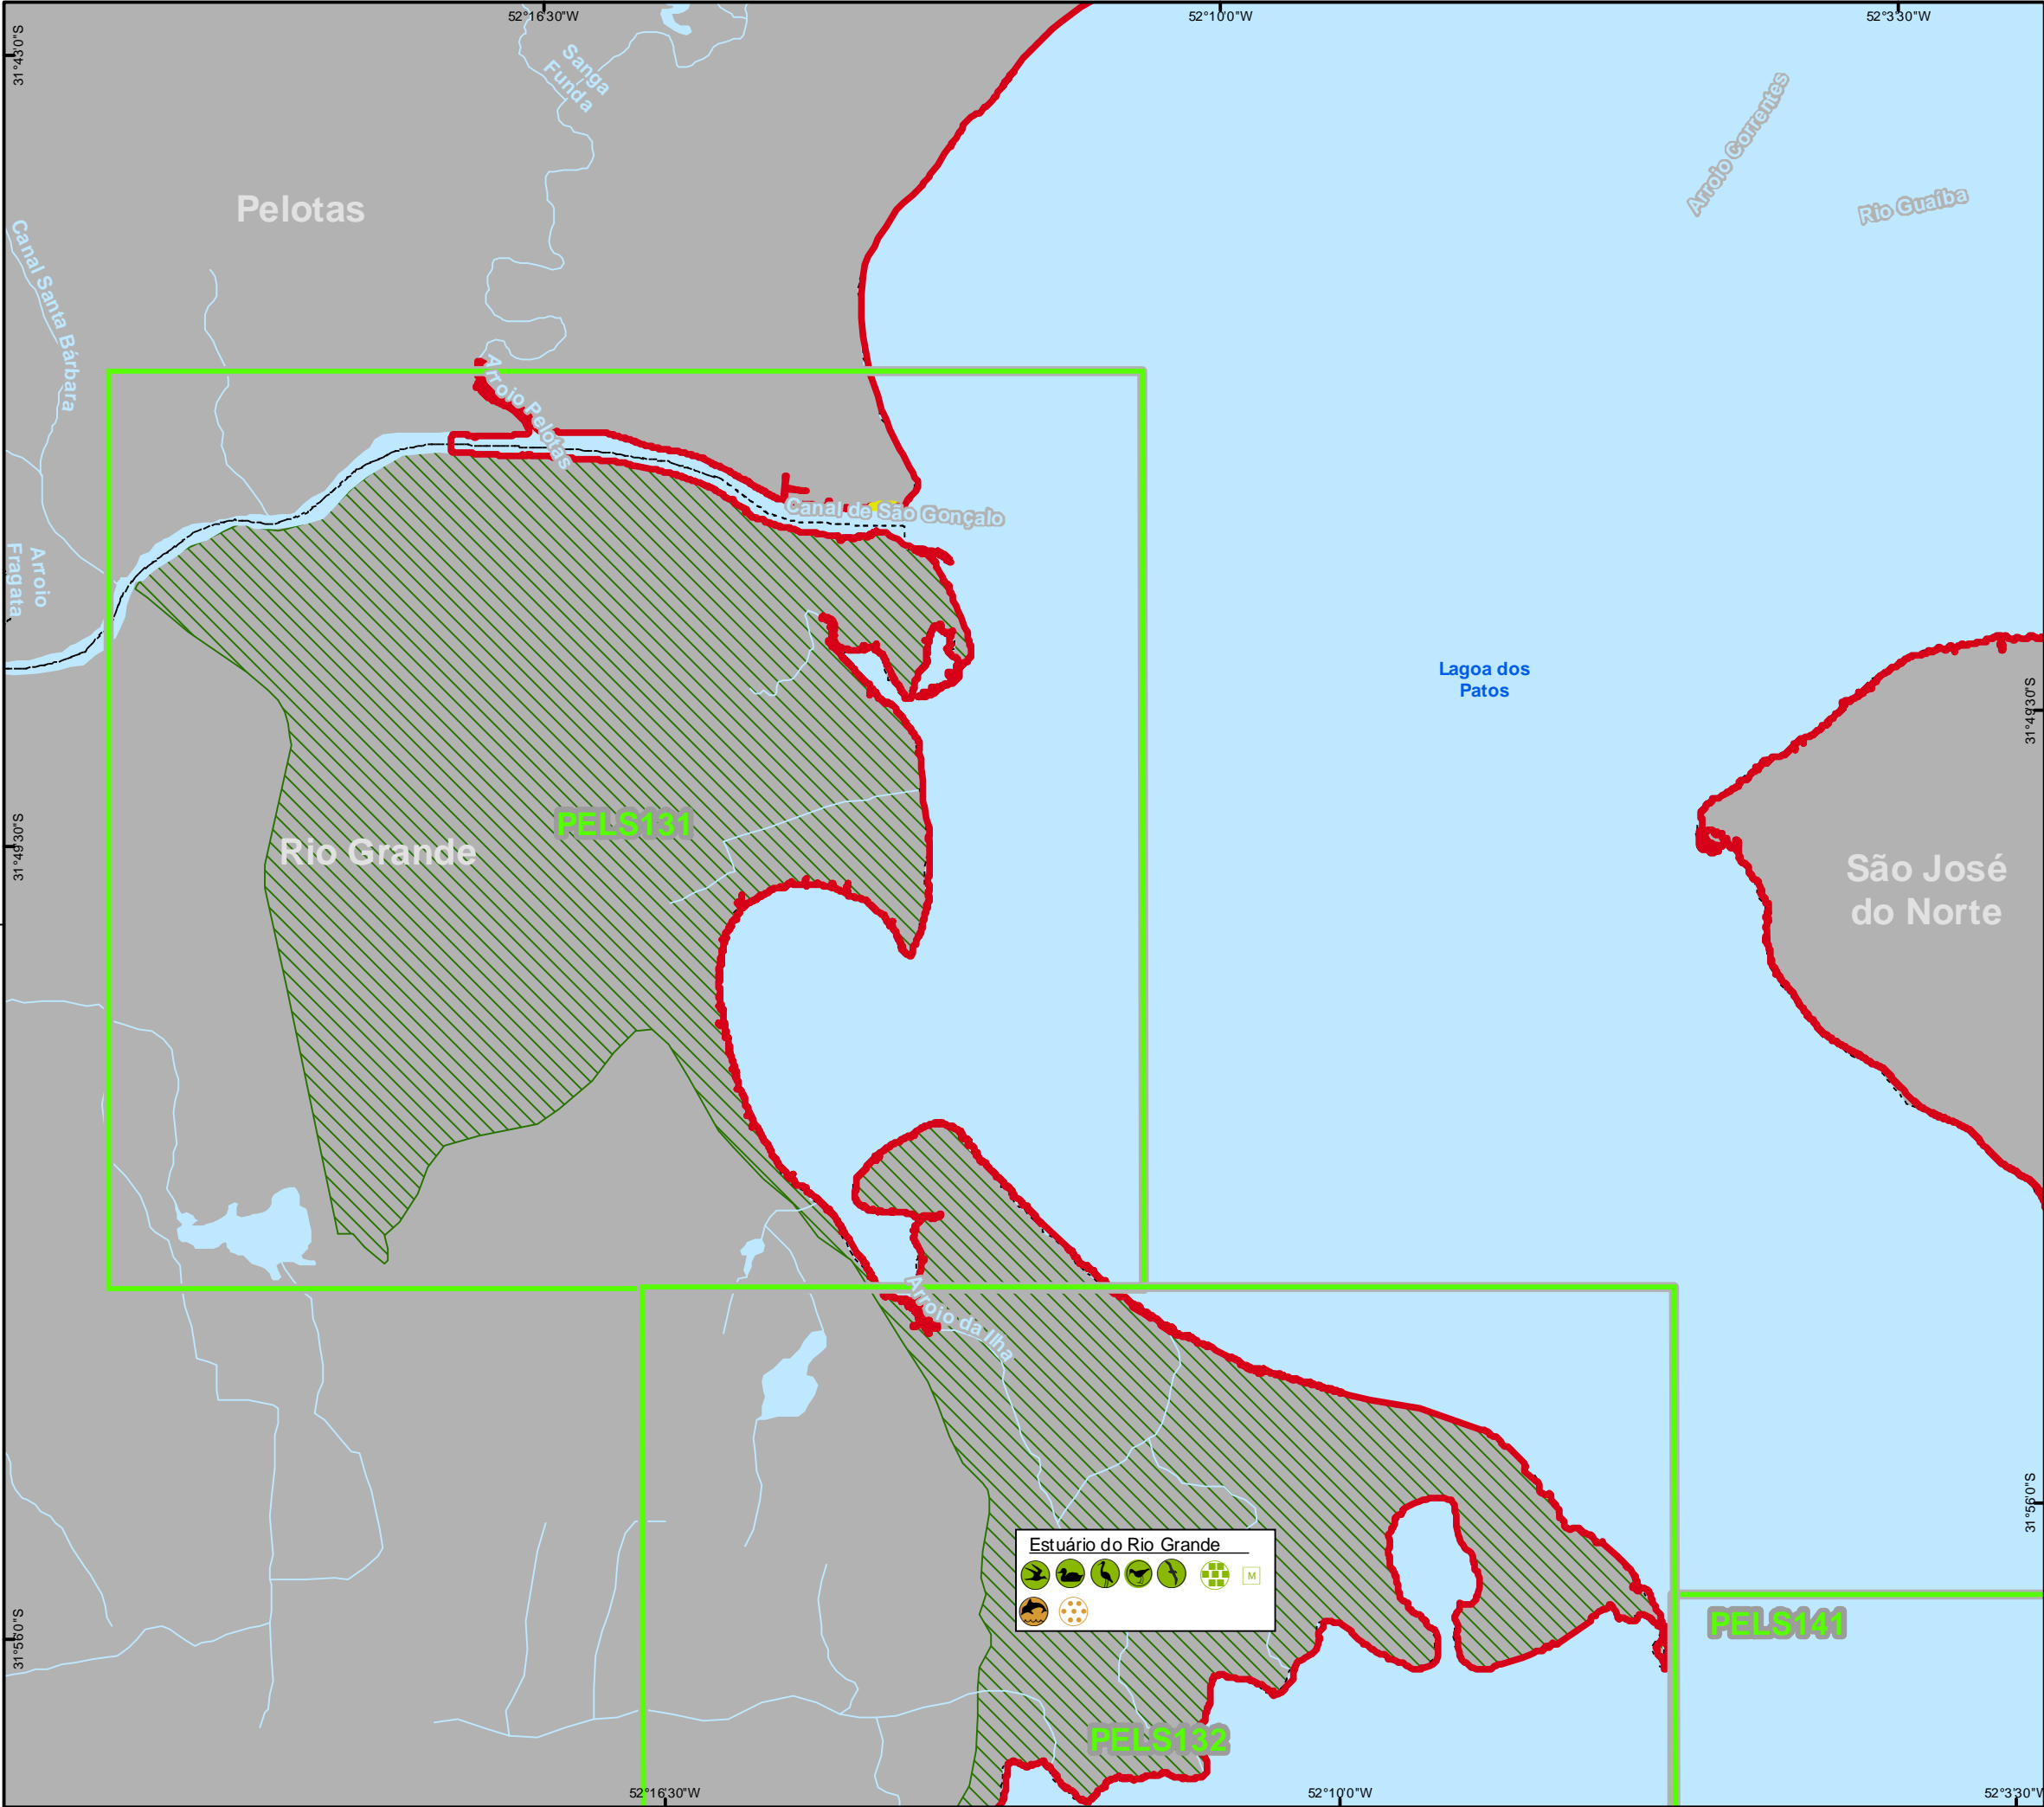 52°16'30"W
52°10'0"W
52°3'30"W
31°43'0"S
Sanga
Funda
Arroio Correntes
Rio Guaíba
Pelotas
Canal Santa Bárbara
Arroio Pelotas
Canal de São Gonçalo
Arroio
Fragata
Lagoa dos
Patos
31°49'30"S
31°49'30"S
PELS131
Rio Grande
São José
do Norte
Arroio da Ilha
31°56'0"S
31°56'0"S
Estuário do Rio Grande
M
PELS141
PELS132
52°16'30"W
52°10'0"W
52°3'30"W